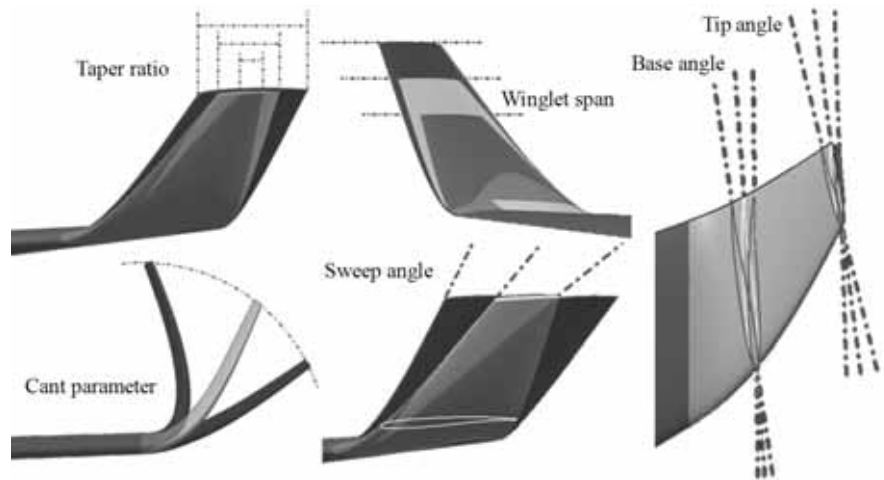 Taper ratio
Winglet span
Tip angle
Base angle
Cant parameter
Sweep angle